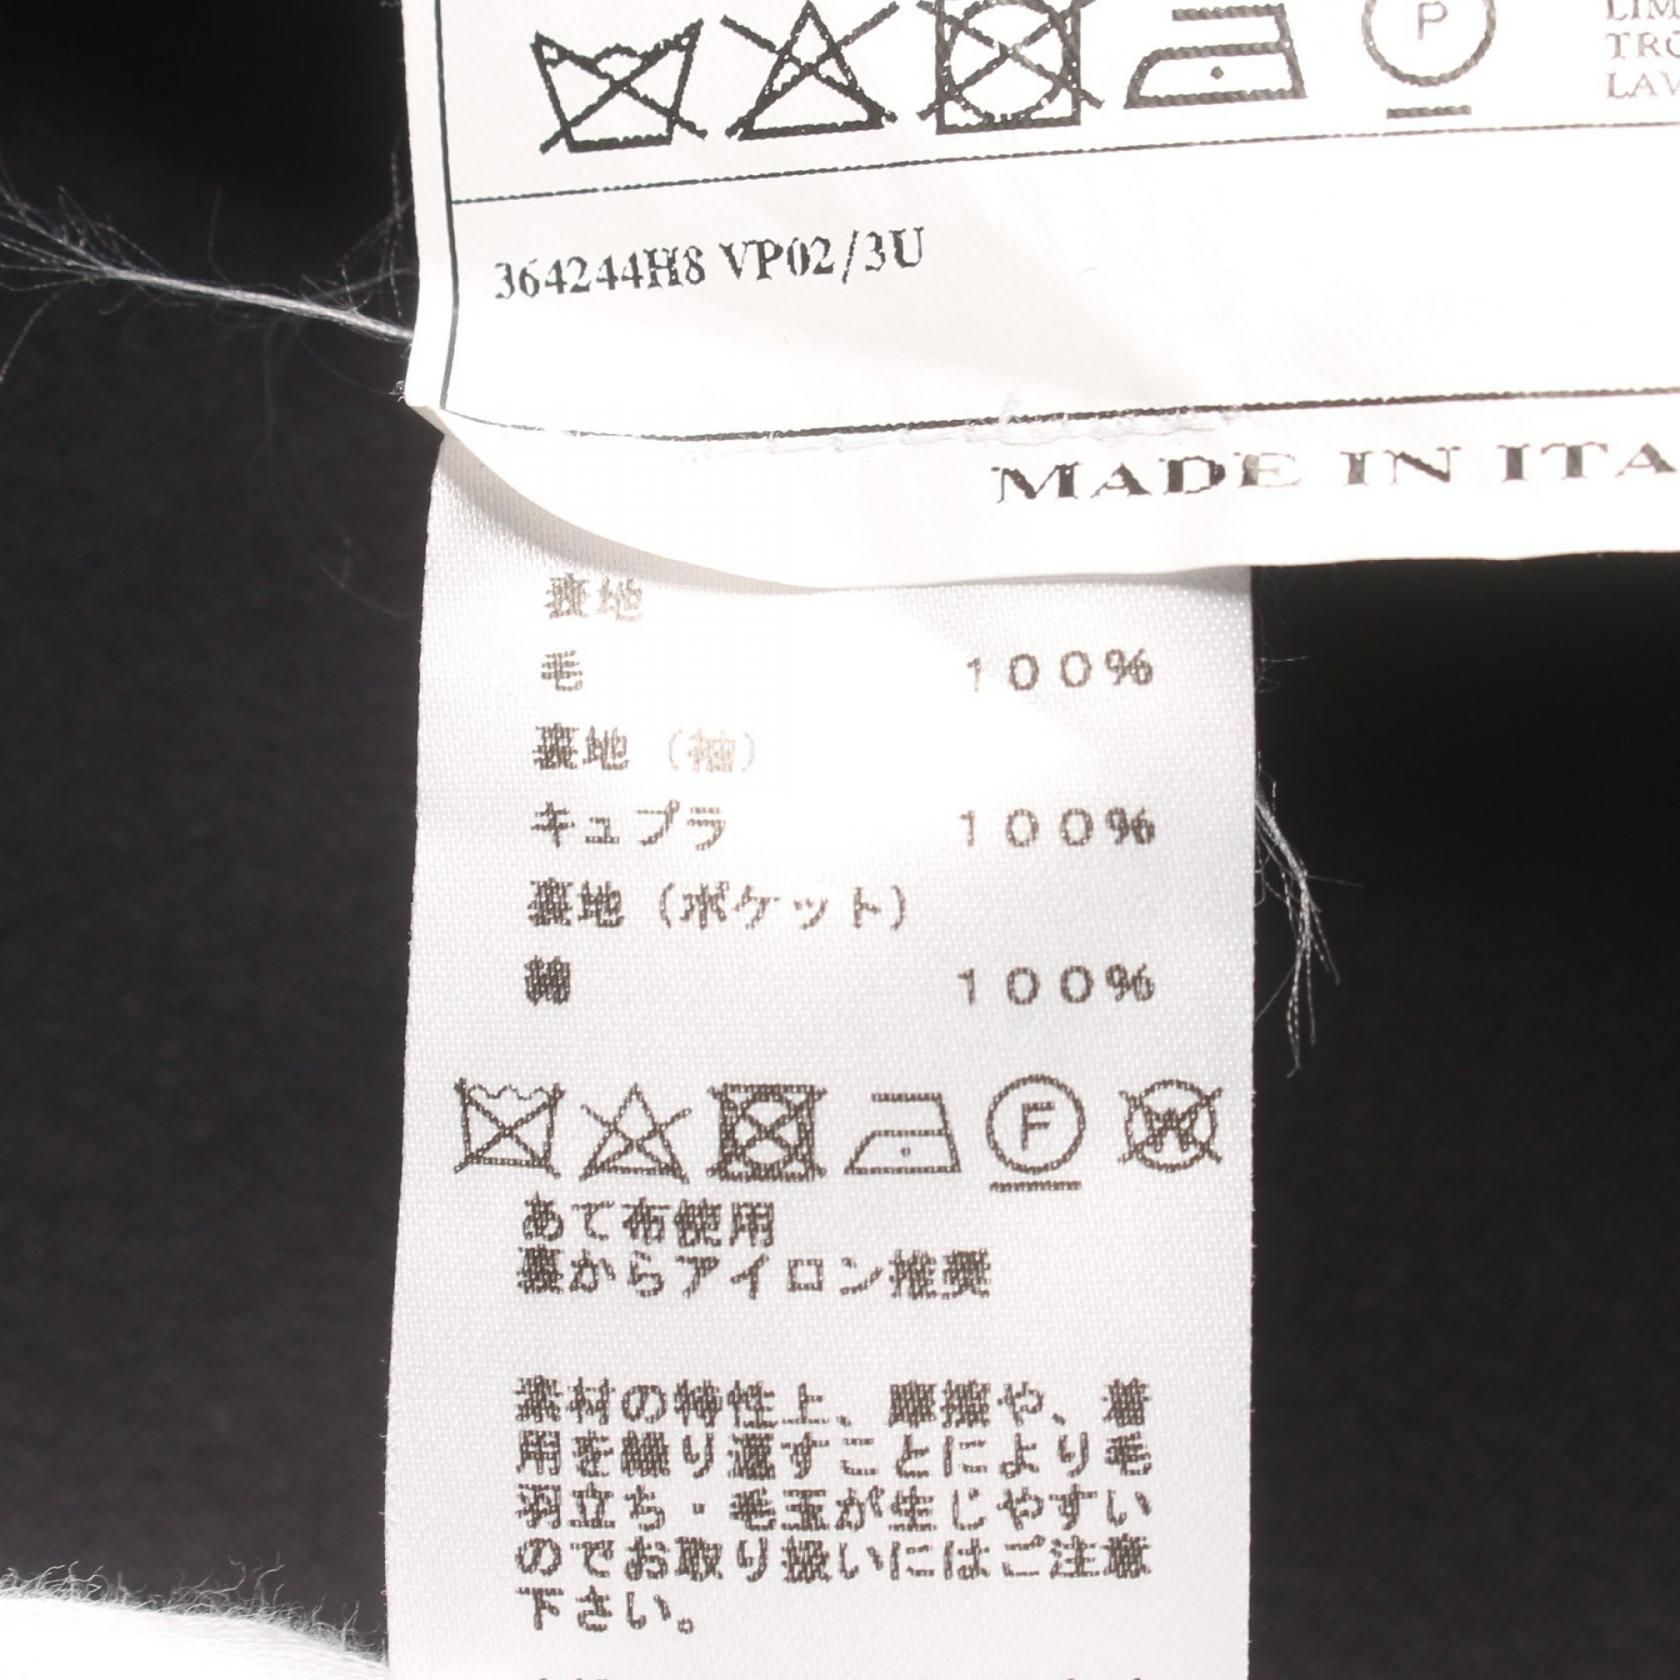 P
LIM
TRO
LAV
364244H8 VP02/3U
MADE IN ITA
表地
毛 100%
裏地（袖）
キュプラ 100%
裏地（ポケット）
綿 100%
F W
あて布使用
裏からアイロン推奨
素材の特性上、摩擦や、着
用を繰り返すことにより毛
羽立ち・毛玉が生じやすい
のでお取り扱いにはご注意
下さい。